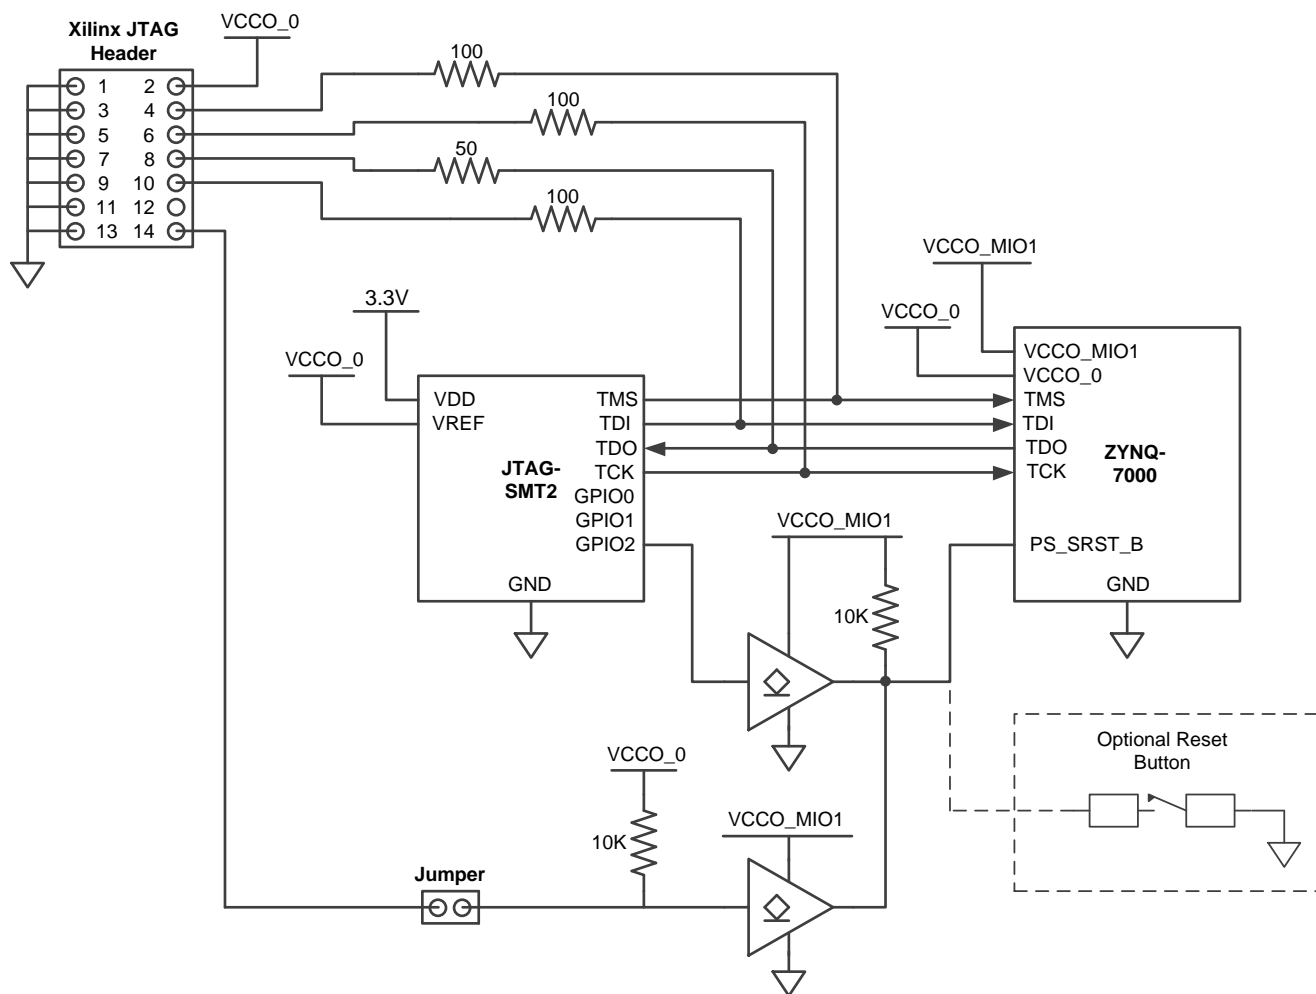 Xilinx JTAG
Header
VCCO_0
1 2
3 4
5 6
7 8
9 10
11 12
13 14
100
100
50
100
3.3V
VCCO_0
VDD
VREF
JTAG-
SMT2
TMS
TDI
TDO
TCK
GPIO0
GPIO1
GPIO2
GND
VCCO_MIO1
VCCO_0
VCCO_MIO1
VCCO_0
TMS
TDI
TDO
TCK
ZYNQ-
7000
PS_SRST_B
GND
VCCO_MIO1
10K
VCCO_0
10K
VCCO_MIO1
Jumper
Optional Reset
Button